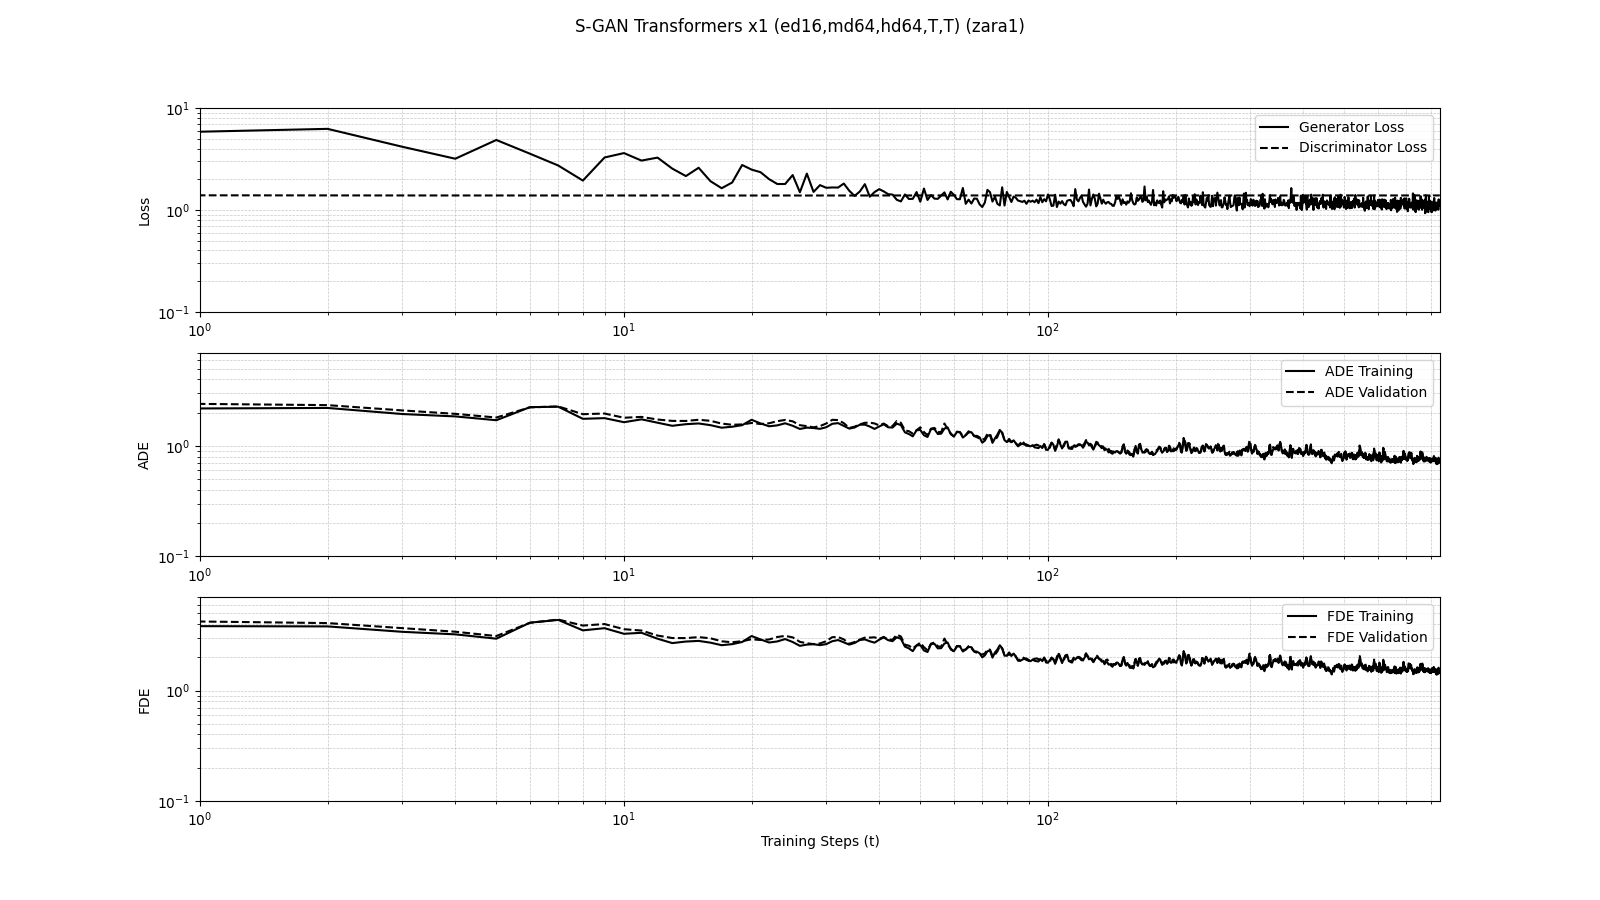 S-GAN Transformers x1 (ed16,md64,hd64,T,T) (zara1)
10¹
10⁰
10⁻¹
Loss
Generator Loss
Discriminator Loss
10⁰ 10¹ 10²
10⁰
10⁻¹
ADE
ADE Training
ADE Validation
10⁰ 10¹ 10²
10⁰
10⁻¹
FDE
FDE Training
FDE Validation
10⁰ 10¹ 10²
Training Steps (t)